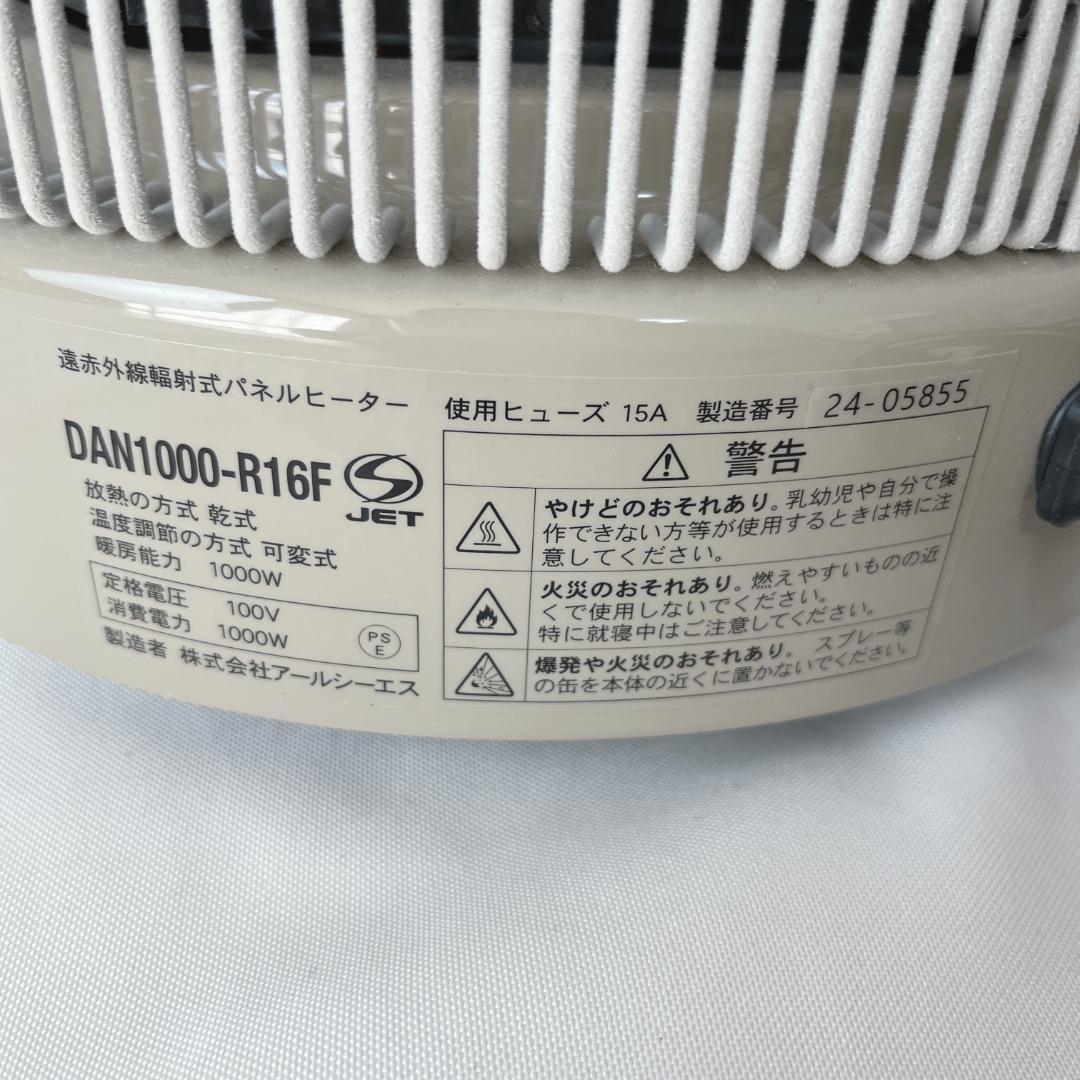 遠赤外線輻射式パネルヒーター
DAN1000-R16F
JET
放熱の方式 乾式
温度調節の方式 可変式
暖房能力 1000W
定格電圧 100V
消費電力 1000W
PS
E
製造者 株式会社アールシーエス
使用ヒューズ 15A 製造番号 24-05855
警告
やけどのおそれあり。乳幼児や自分で操
作できない方等が使用するときは特に注
意してください。
火災のおそれあり。燃えやすいものの近
くで使用しないでください。
特に就寝中はご注意してください。
爆発や火災のおそれあり。 スプレー等
の缶を本体の近くに置かないでください。